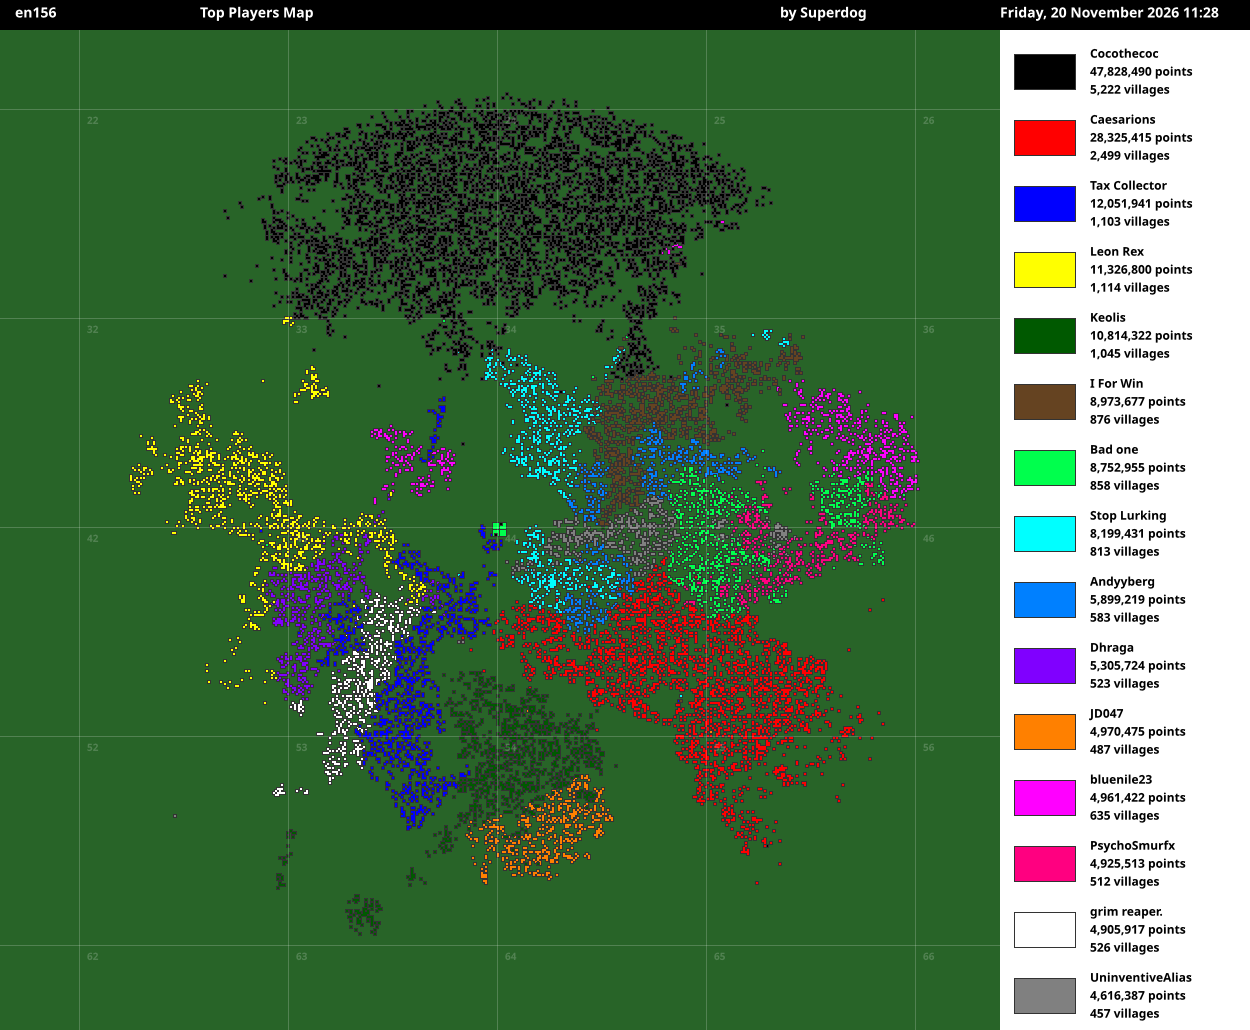 en156 Top Players Map by Superdog Friday, 20 November 2026 11:28
Cocothecoc
47,828,490 points
5,222 villages
Caesarions
28,325,415 points
2,499 villages
Tax Collector
12,051,941 points
1,103 villages
Leon Rex
11,326,800 points
1,114 villages
Keolis
10,814,322 points
1,045 villages
I For Win
8,973,677 points
876 villages
Bad one
8,752,955 points
858 villages
Stop Lurking
8,199,431 points
813 villages
Andyyberg
5,899,219 points
583 villages
Dhraga
5,305,724 points
523 villages
JD047
4,970,475 points
487 villages
bluenile23
4,961,422 points
635 villages
PsychoSmurfx
4,925,513 points
512 villages
grim reaper.
4,905,917 points
526 villages
UninventiveAlias
4,616,387 points
457 villages
22 23 25 26
32 33 34 35 36
42 44 46
52 53 54 56
62 63 64 65 66